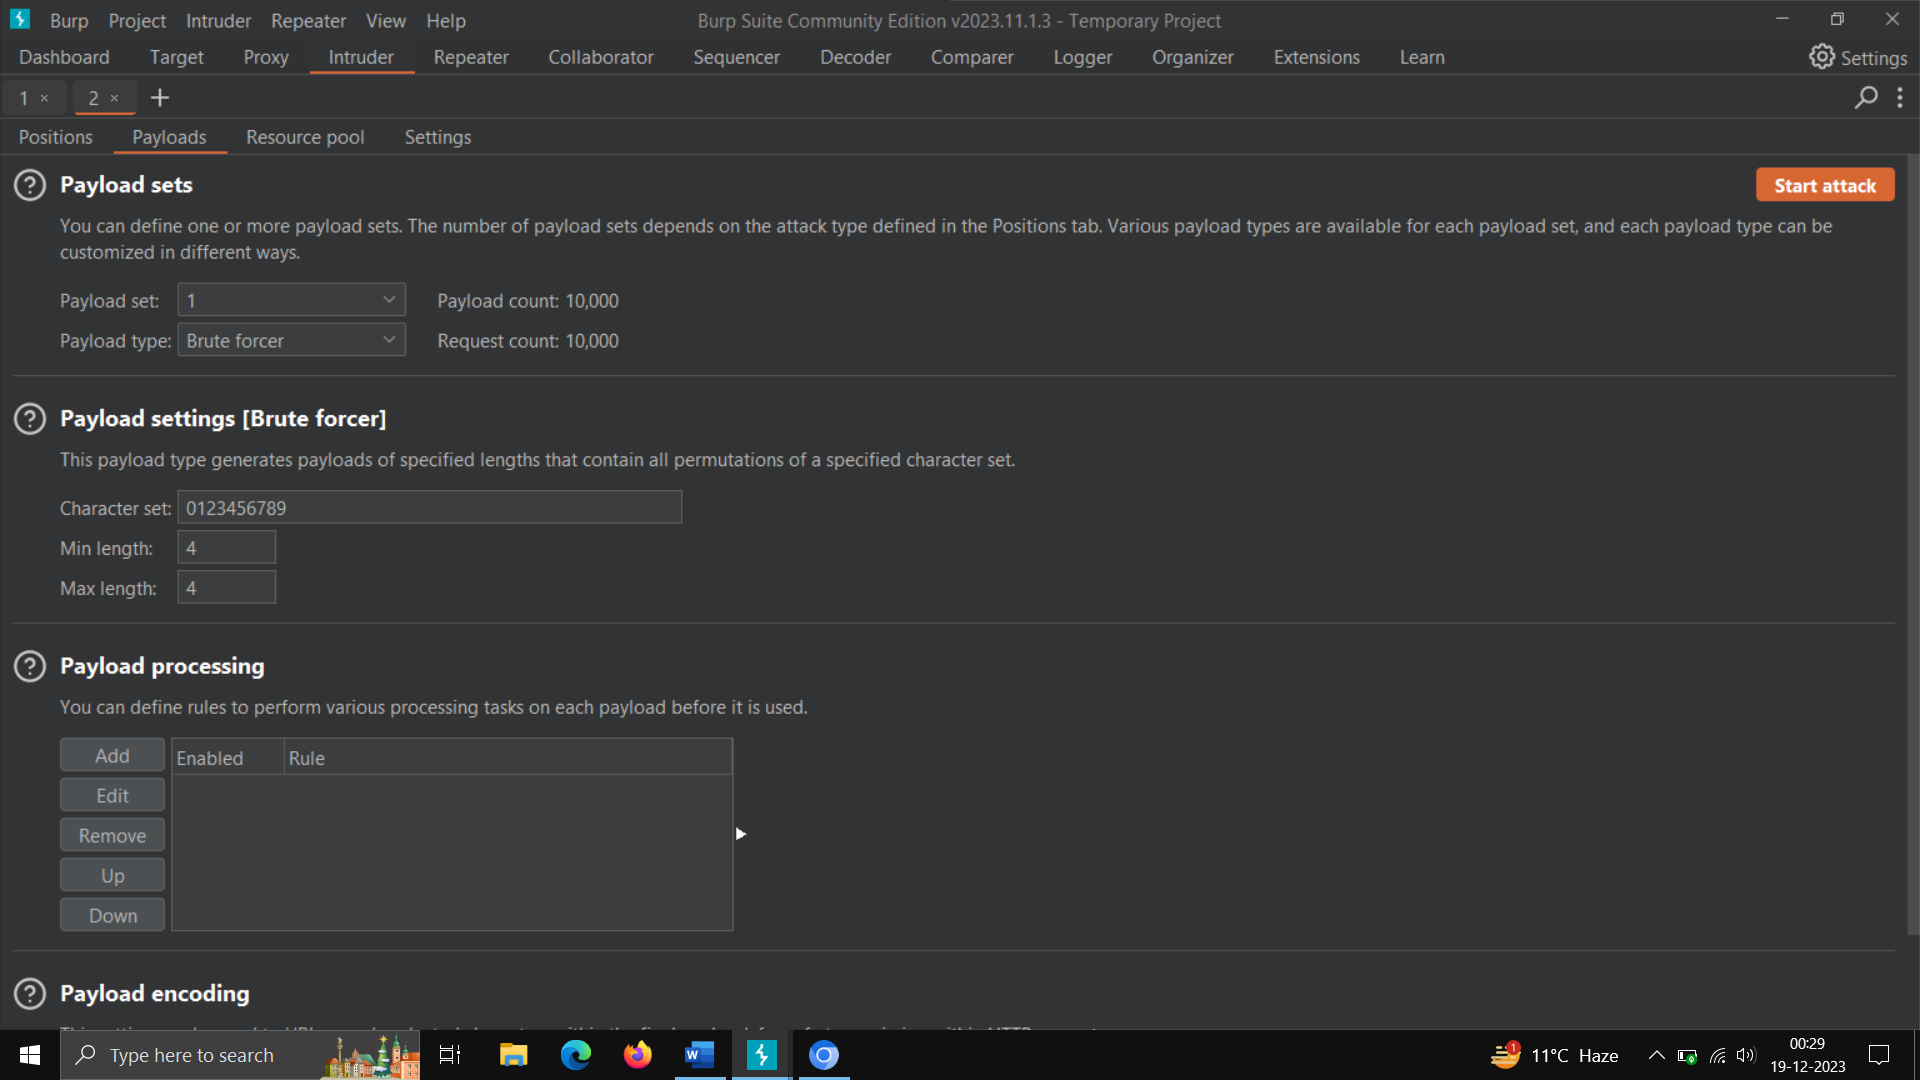 Burp Project Intruder Repeater View Help Burp Suite Community Edition v2023.11.1.3 - Temporary Project
Dashboard Target Proxy Intruder Repeater Collaborator Sequencer Decoder Comparer Logger Organizer Extensions Learn Settings
1 × 2 × +
Positions Payloads Resource pool Settings
? Payload sets Start attack
You can define one or more payload sets. The number of payload sets depends on the attack type defined in the Positions tab. Various payload types are available for each payload set, and each payload type can be
customized in different ways.
Payload set: 1 Payload count: 10,000
Payload type: Brute forcer Request count: 10,000
? Payload settings [Brute forcer]
This payload type generates payloads of specified lengths that contain all permutations of a specified character set.
Character set: 0123456789
Min length: 4
Max length: 4
? Payload processing
You can define rules to perform various processing tasks on each payload before it is used.
Add Enabled Rule
Edit
Remove
Up
Down
? Payload encoding
Type here to search W 1 11°C Haze 00:29
19-12-2023